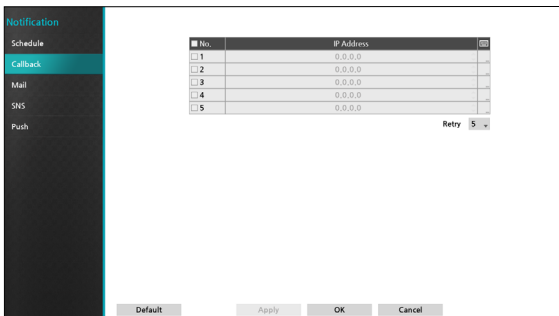 Notification
Schedule
Callback
Mail
SNS
Push
No. IP Address
1 0.0.0.0 ...
2 0.0.0.0 ...
3 0.0.0.0 ...
4 0.0.0.0 ...
5 0.0.0.0 ...
Retry 5
Default Apply OK Cancel